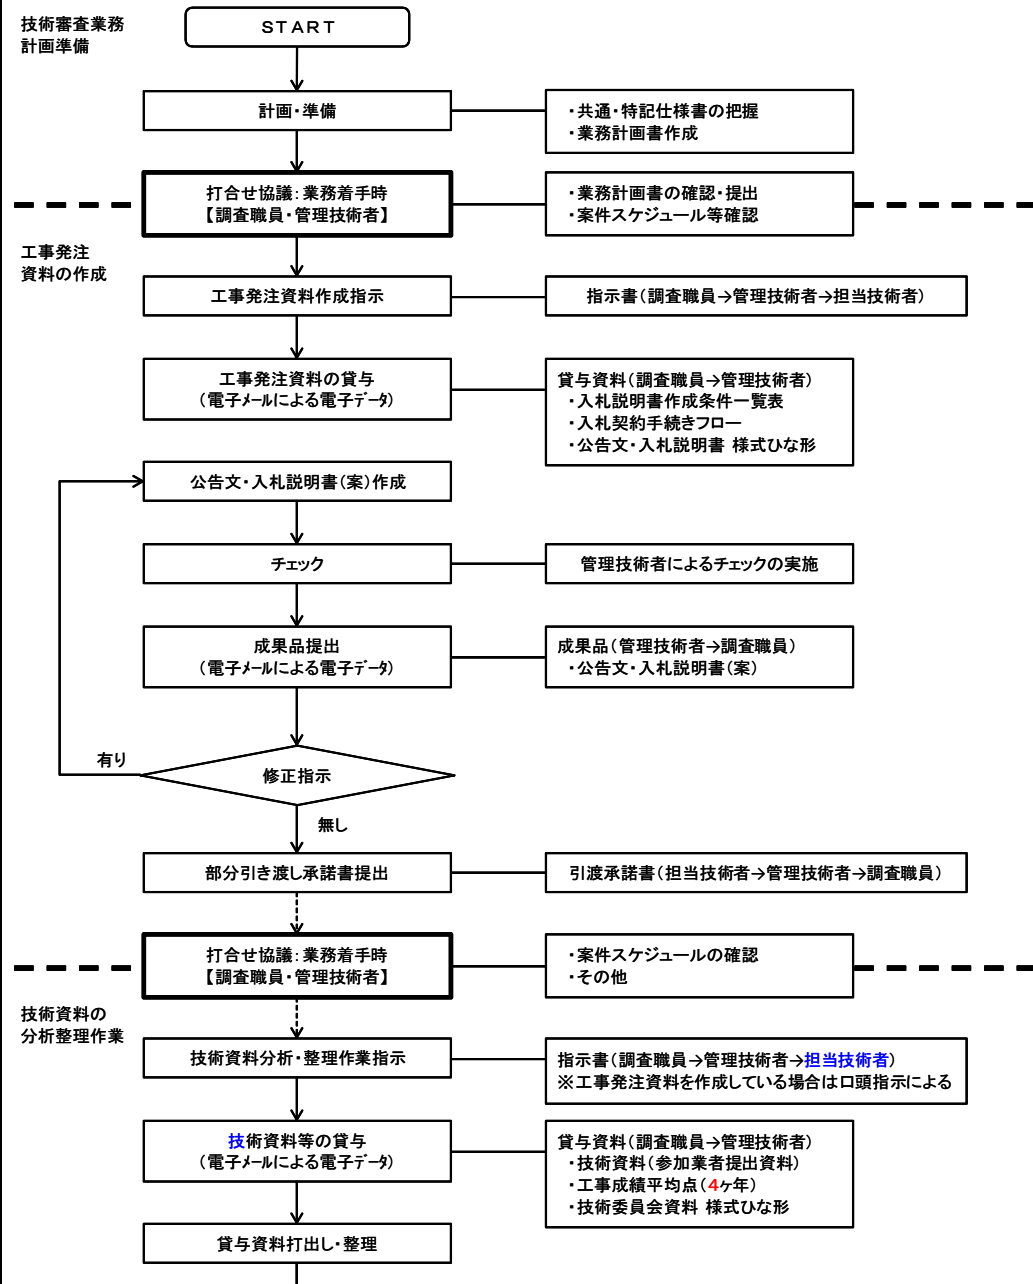 技術審査業務
計画準備
START
計画・準備
・共通・特記仕様書の把握
・業務計画書作成
打合せ協議：業務着手時
【調査職員・管理技術者】
・業務計画書の確認・提出
・案件スケジュール等確認
工事発注
資料の作成
工事発注資料作成指示
指示書（調査職員→管理技術者→担当技術者）
工事発注資料の貸与
（電子メールによる電子データ）
貸与資料（調査職員→管理技術者）
・入札説明書作成条件一覧表
・入札契約手続きフロー
・公告文・入札説明書 様式ひな形
公告文・入札説明書（案）作成
チェック
管理技術者によるチェックの実施
成果品提出
（電子メールによる電子データ）
成果品（管理技術者→調査職員）
・公告文・入札説明書（案）
有り
修正指示
無し
部分引き渡し承諾書提出
引渡承諾書（担当技術者→管理技術者→調査職員）
打合せ協議：業務着手時
【調査職員・管理技術者】
・案件スケジュールの確認
・その他
技術資料の
分析整理作業
技術資料分析・整理作業指示
指示書（調査職員→管理技術者→担当技術者）
※工事発注資料を作成している場合は口頭指示による
技術資料等の貸与
（電子メールによる電子データ）
貸与資料（調査職員→管理技術者）
・技術資料（参加業者提出資料）
・工事成績平均点（4ヶ年）
・技術委員会資料 様式ひな形
貸与資料打出し・整理